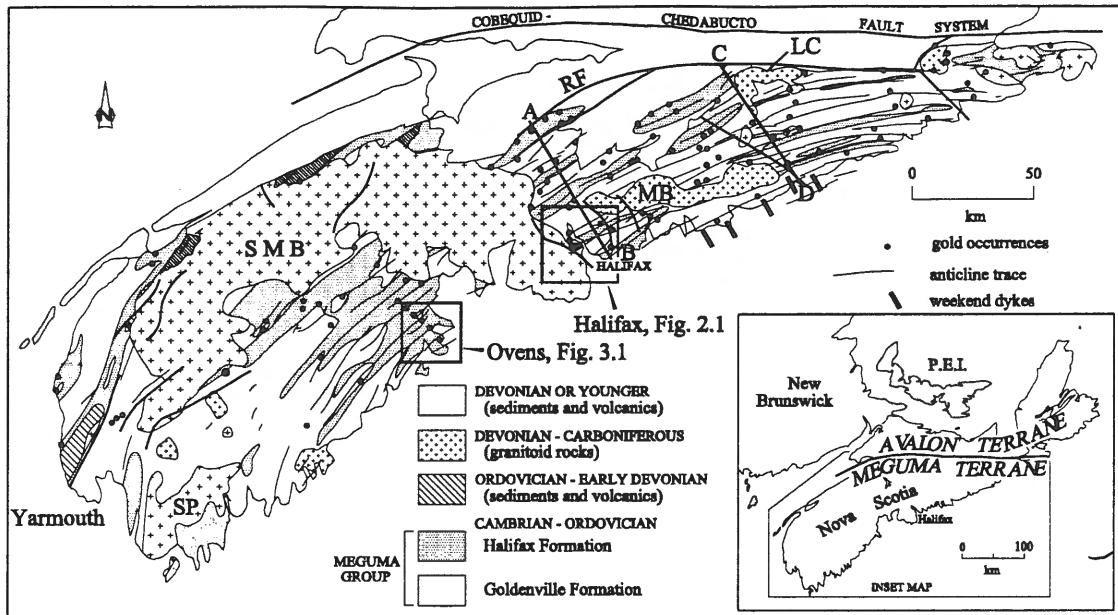 COBEQUID - CHEDABUCTO FAULT SYSTEM
C
LC
RF
A
N
0 50
km
MB
D
SMB
B
HALIFAX
gold occurrences
anticline trace
weekend dykes
Halifax, Fig. 2.1
Ovens, Fig. 3.1
DEVONIAN OR YOUNGER
(sediments and volcanics)
DEVONIAN - CARBONIFEROUS
(granitoid rocks)
ORDOVICIAN - EARLY DEVONIAN
(sediments and volcanics)
CAMBRIAN - ORDOVICIAN
MEGUMA
GROUP
Halifax Formation
Goldenville Formation
SP
Yarmouth
P.E.I.
New
Brunswick
AVALON TERRANE
MEGUMA TERRANE
Nova Scotia
Halifax
0 100
km
INSET MAP